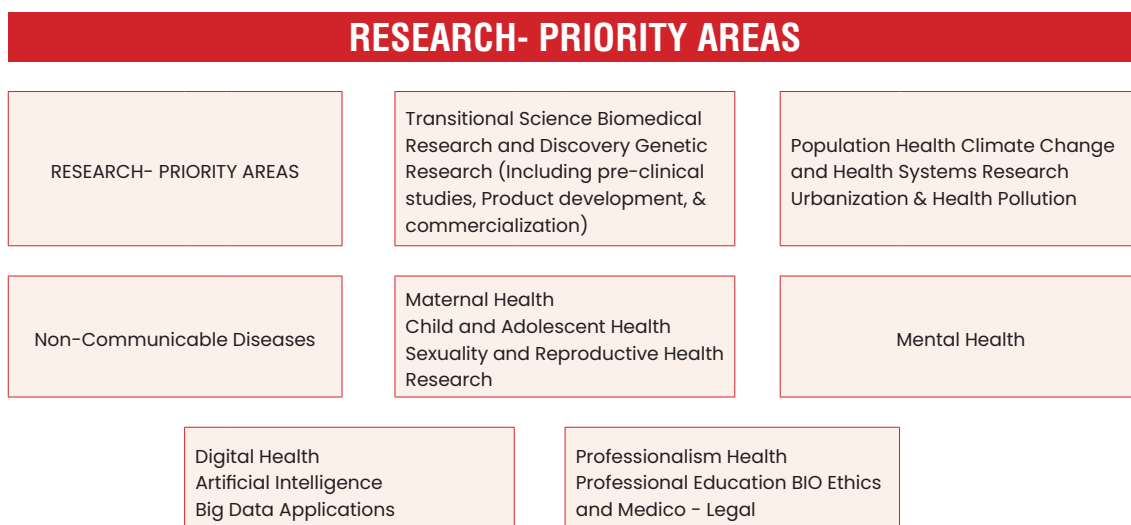 RESEARCH- PRIORITY AREAS
RESEARCH- PRIORITY AREAS
Transitional Science Biomedical
Research and Discovery Genetic
Research (Including pre-clinical
studies, Product development, &
commercialization)
Population Health Climate Change
and Health Systems Research
Urbanization & Health Pollution
Non-Communicable Diseases
Maternal Health
Child and Adolescent Health
Sexuality and Reproductive Health
Research
Mental Health
Digital Health
Artificial Intelligence
Big Data Applications
Professionalism Health
Professional Education BIO Ethics
and Medico - Legal